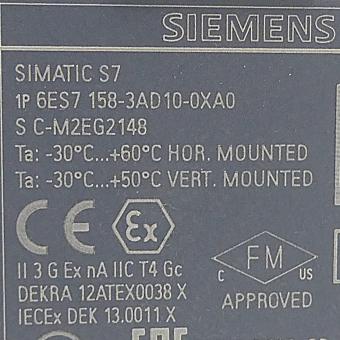 SIEMENS
SIMATIC S7
1P 6ES7 158-3AD10-0XA0
S C-M2EG2148
Ta: -30°C...+60°C HOR. MOUNTED
Ta: -30°C...+50°C VERT. MOUNTED
CE Ex
FM
C US
II 3 G Ex nA IIC T4 Gc
DEKRA 12ATEX0038 X
APPROVED
IECEx DEK 13.0011 X